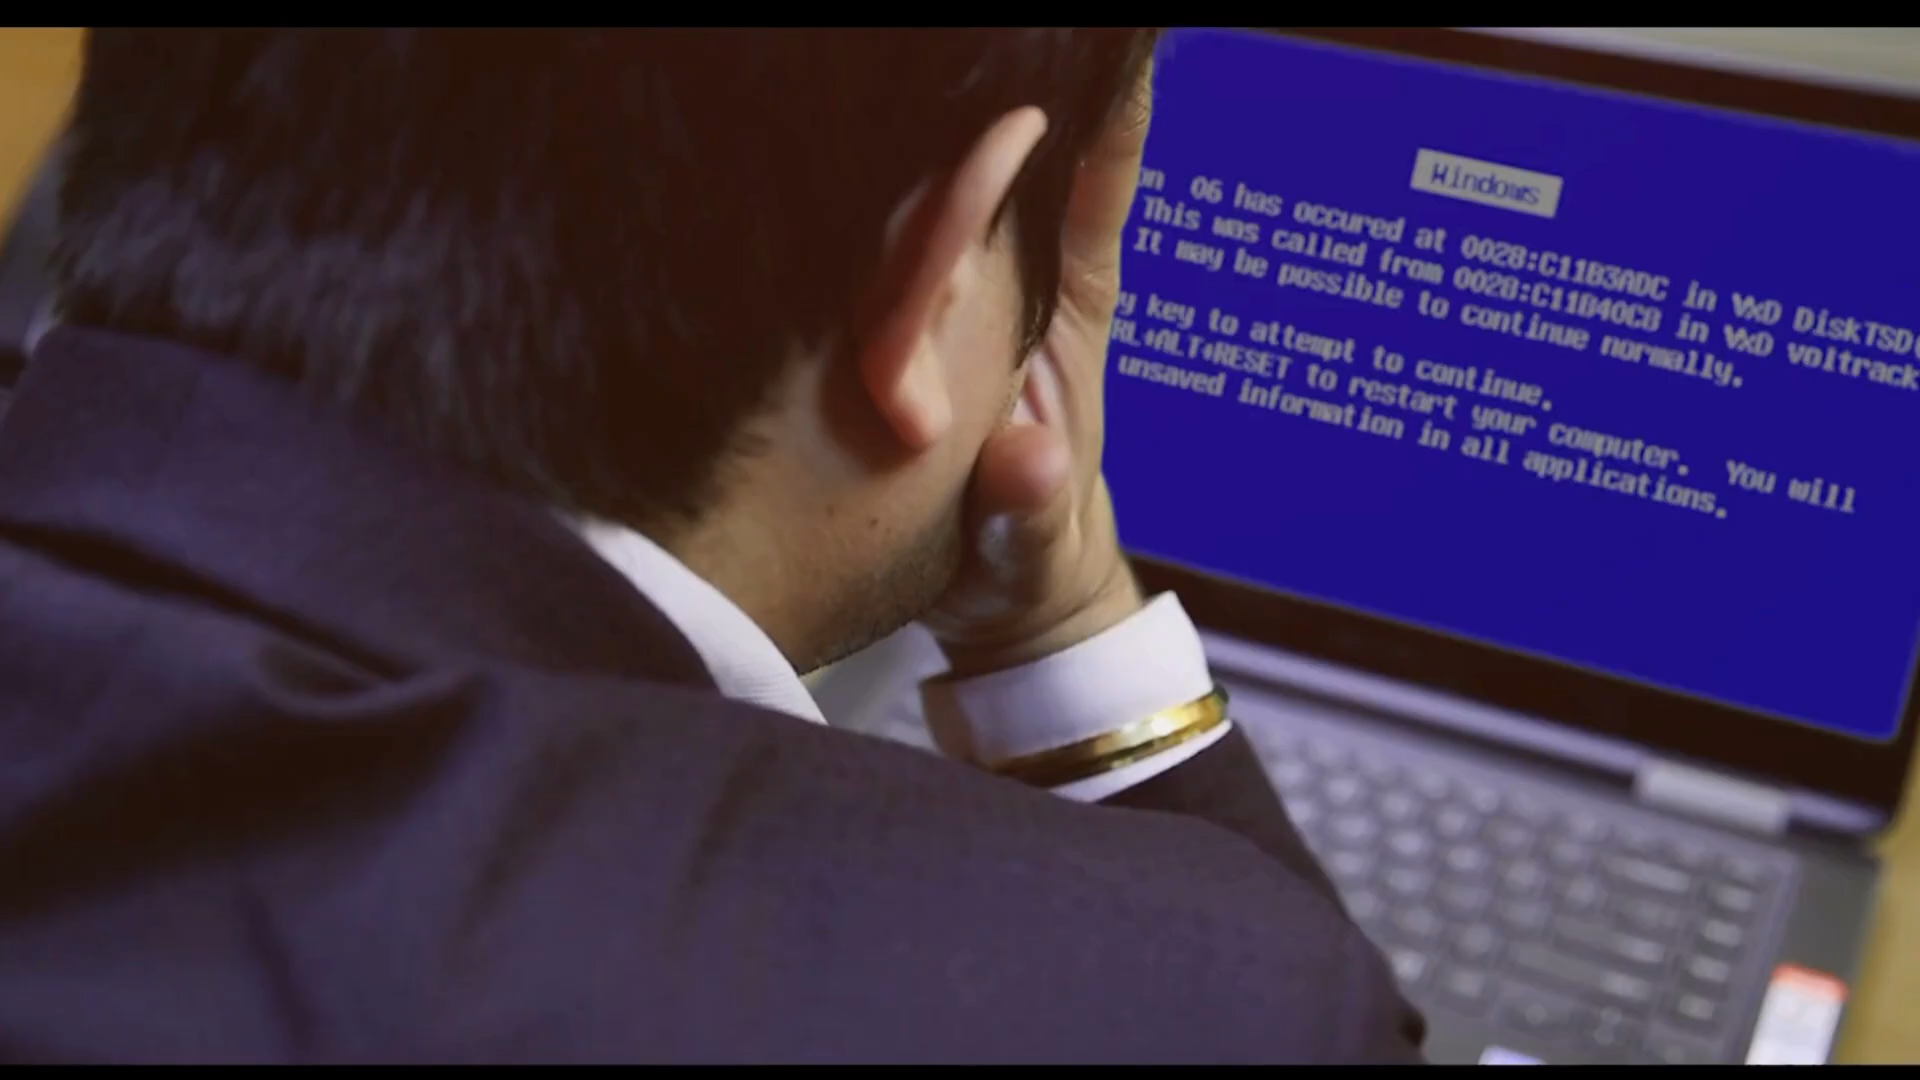 Windows
on 06 has occured at 0028:C11B3ADC in VxD DiskTSD(
This was called from 0028:C11B40C8 in VxD voltrack
It may be possible to continue normally.
y key to attempt to continue.
RL+ALT+RESET to restart your computer. You will
unsaved information in all applications.